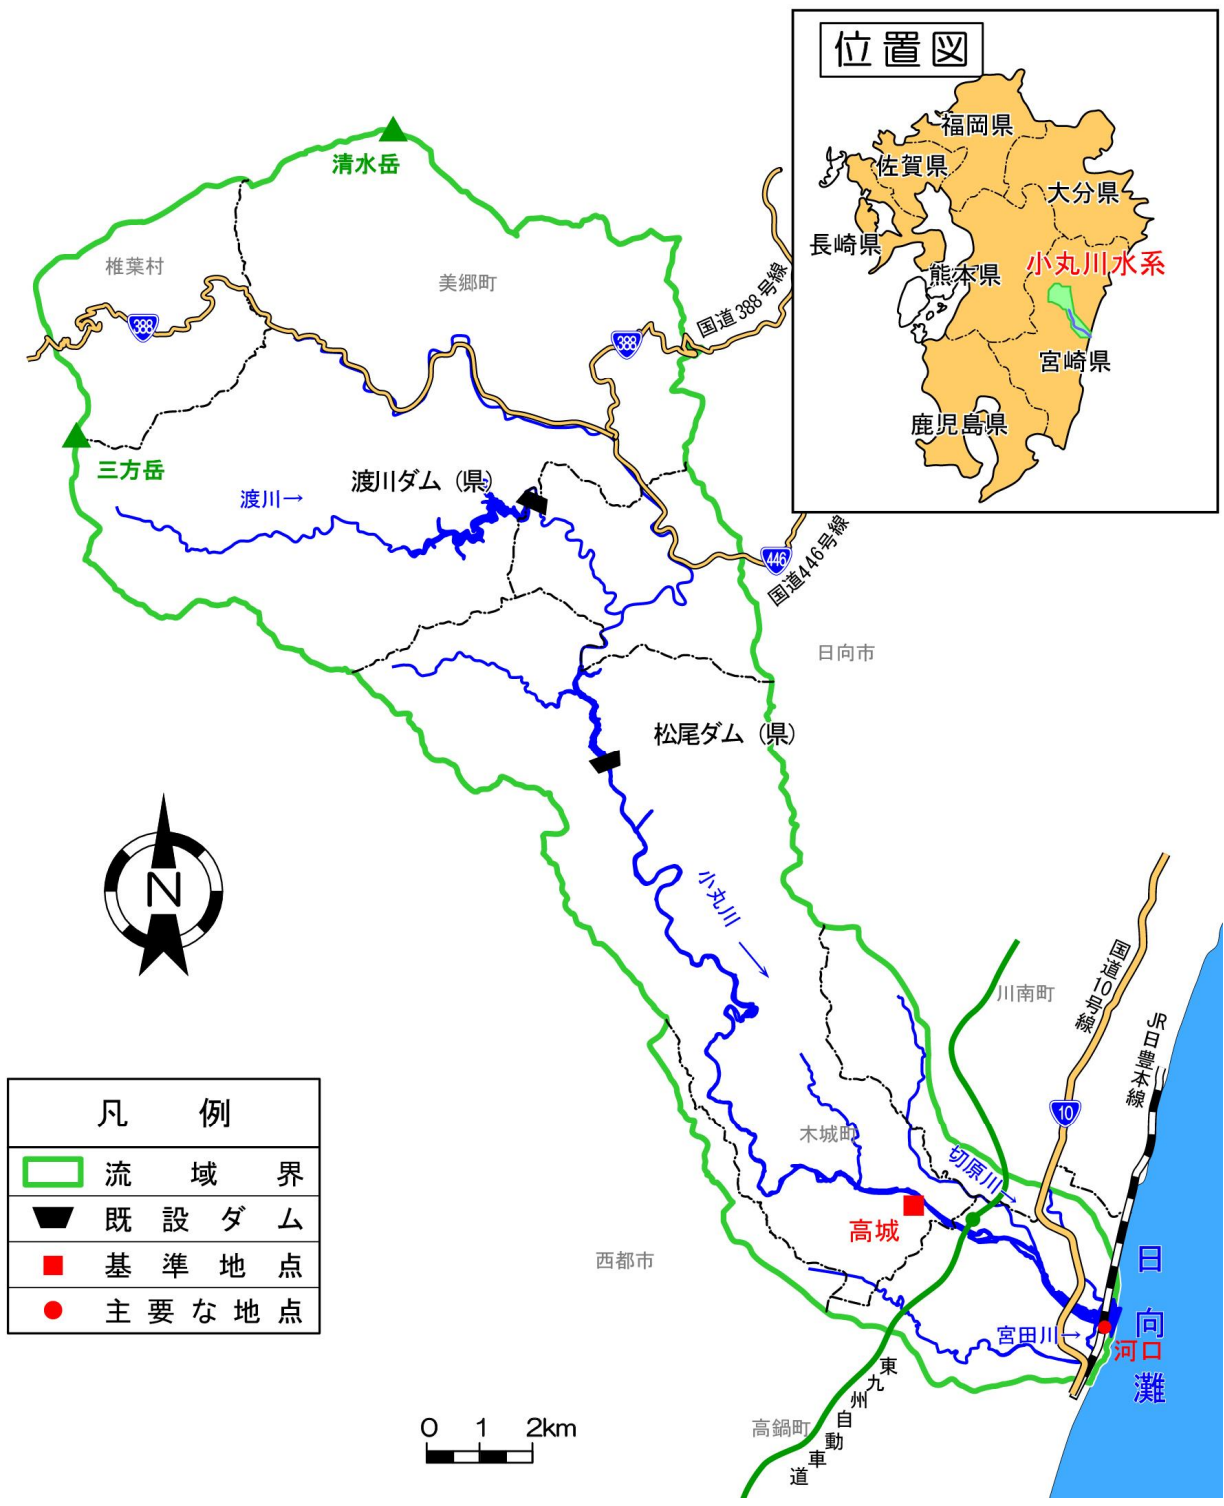 位置図
福岡県
佐賀県
大分県
長崎県
熊本県
小丸川水系
宮崎県
鹿児島県
清水岳
椎葉村
美郷町
388
388
国道388号線
三方岳
渡川ダム（県）
渡川→
446
国道446号線
日向市
松尾ダム（県）
N
小丸川
川南町
国道10号線
JR日豊本線
10
木城町
切原川
高城
西都市
日向灘
宮田川→
河口
東九州自動車道
高鍋町
凡例
流域界
既設ダム
基準地点
主要な地点
0 1 2km